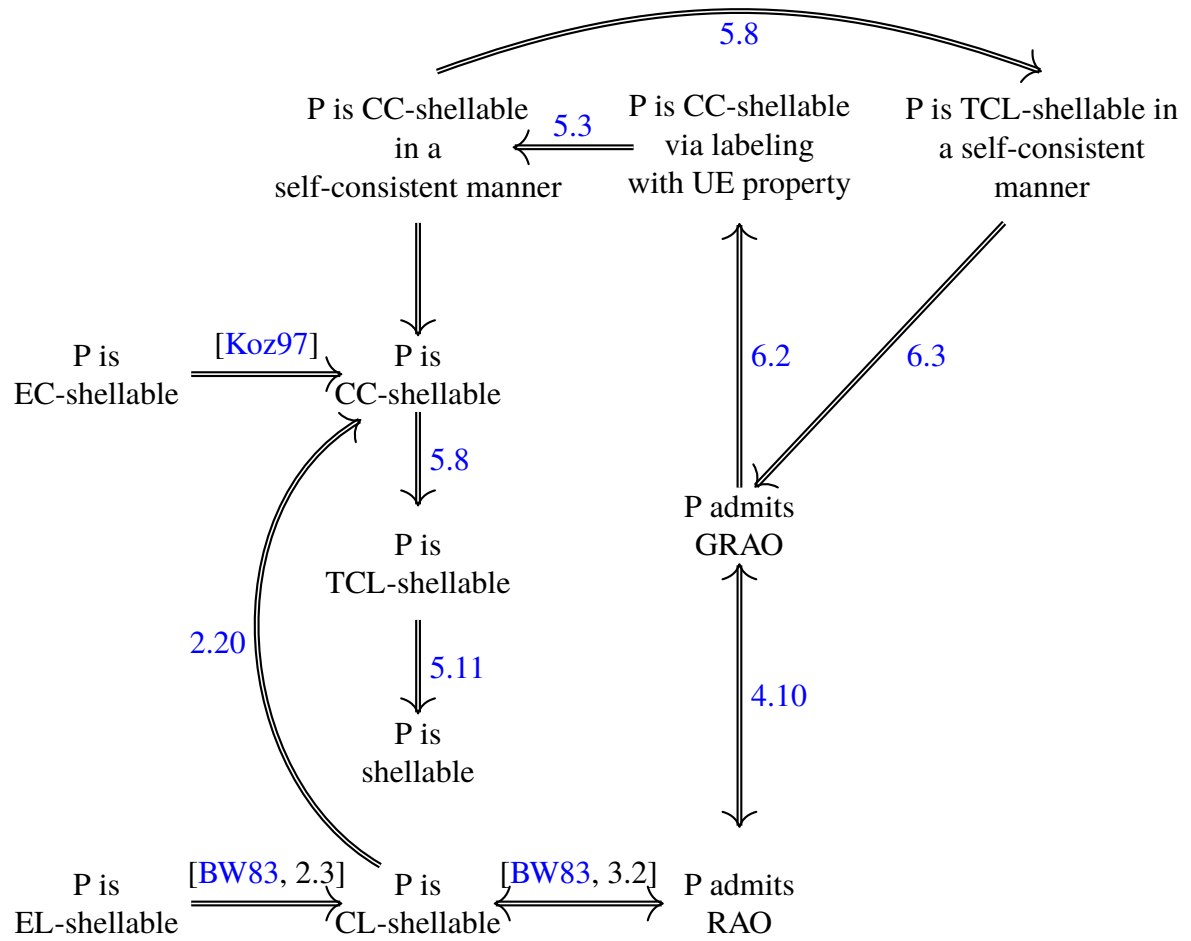 5.8
P is CC-shellable
in a
self-consistent manner
5.3
P is CC-shellable
via labeling
with UE property
P is TCL-shellable in
a self-consistent
manner
P is
EC-shellable
[Koz97]
P is
CC-shellable
6.2
6.3
5.8
P admits
GRAO
P is
TCL-shellable
2.20
5.11
4.10
P is
shellable
P is
EL-shellable
[BW83, 2.3]
P is
CL-shellable
[BW83, 3.2]
P admits
RAO